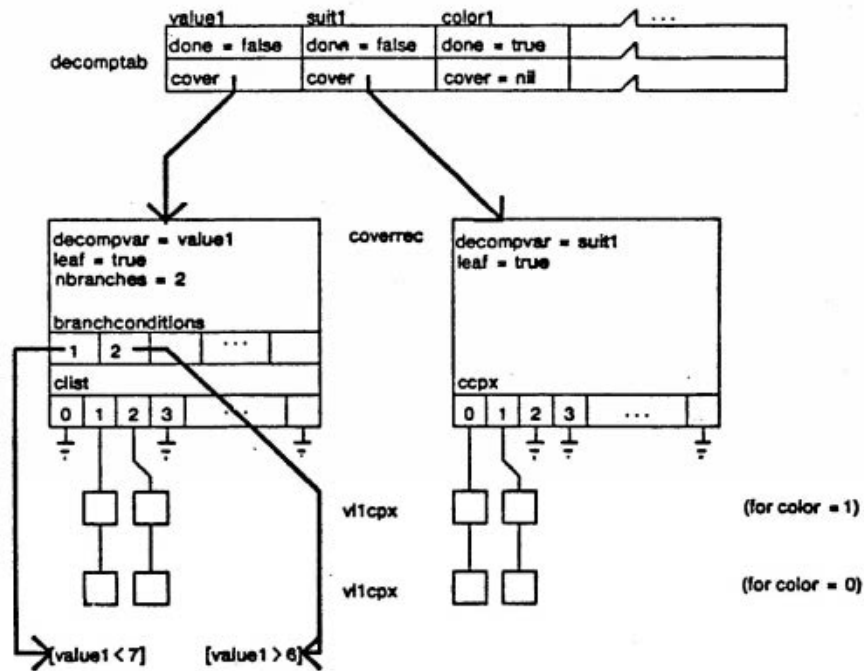 value1 suit1 color1 ...
decomptab
done = false done = false done = true
cover cover cover = nil
decompvar = value1
leaf = true
nbranches = 2
branchconditions
1 2 ...
clist
0 1 2 3 ...
coverrec
decompvar = suit1
leaf = true
ccpx
0 1 2 3 ...
vl1cpx (for color = 1)
vl1cpx (for color = 0)
[value1 < 7] [value1 > 6]